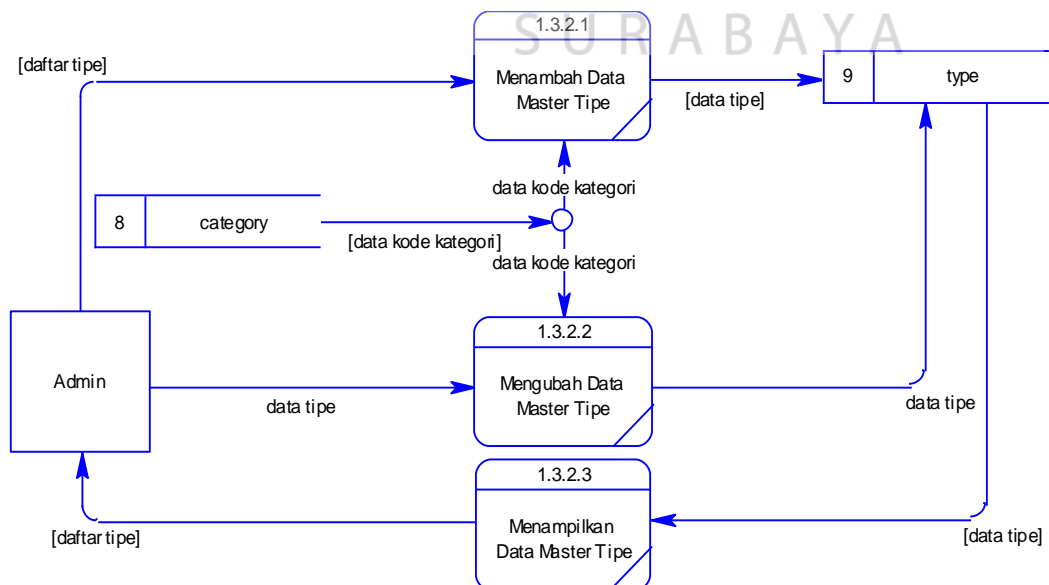 SURABAYA
1.3.2.1
[daftar tipe]
Menambah Data
Master Tipe
[data tipe]
9
type
data kode kategori
8
category
[data kode kategori]
data kode kategori
1.3.2.2
Admin
Mengubah Data
Master Tipe
data tipe
data tipe
1.3.2.3
Menampilkan
Data Master Tipe
[daftar tipe]
[data tipe]